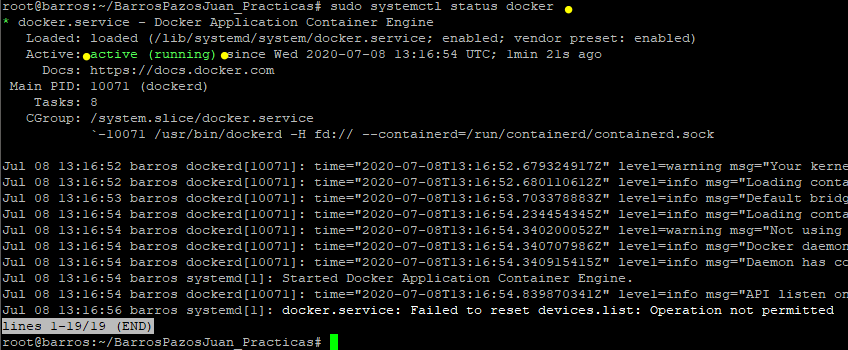 root@barros:~/BarrosPazosJuan_Practicas# sudo systemctl status docker
* docker.service - Docker Application Container Engine
Loaded: loaded (/lib/systemd/system/docker.service; enabled; vendor preset: enabled)
Active: active (running) since Wed 2020-07-08 13:16:54 UTC; 1min 21s ago
Docs: https://docs.docker.com
Main PID: 10071 (dockerd)
Tasks: 8
CGroup: /system.slice/docker.service
`-10071 /usr/bin/dockerd -H fd:// --containerd=/run/containerd/containerd.sock
Jul 08 13:16:52 barros dockerd[10071]: time="2020-07-08T13:16:52.679324917Z" level=warning msg="Your kerne
Jul 08 13:16:52 barros dockerd[10071]: time="2020-07-08T13:16:52.680110612Z" level=info msg="Loading conta
Jul 08 13:16:53 barros dockerd[10071]: time="2020-07-08T13:16:53.703378883Z" level=info msg="Default bridg
Jul 08 13:16:54 barros dockerd[10071]: time="2020-07-08T13:16:54.234454345Z" level=info msg="Loading conta
Jul 08 13:16:54 barros dockerd[10071]: time="2020-07-08T13:16:54.340200052Z" level=warning msg="Not using
Jul 08 13:16:54 barros dockerd[10071]: time="2020-07-08T13:16:54.340707986Z" level=info msg="Docker daemon
Jul 08 13:16:54 barros dockerd[10071]: time="2020-07-08T13:16:54.340915415Z" level=info msg="Daemon has co
Jul 08 13:16:54 barros systemd[1]: Started Docker Application Container Engine.
Jul 08 13:16:54 barros dockerd[10071]: time="2020-07-08T13:16:54.839870341Z" level=info msg="API listen on
Jul 08 13:16:56 barros systemd[1]: docker.service: Failed to reset devices.list: Operation not permitted
lines 1-19/19 (END)
root@barros:~/BarrosPazosJuan_Practicas#